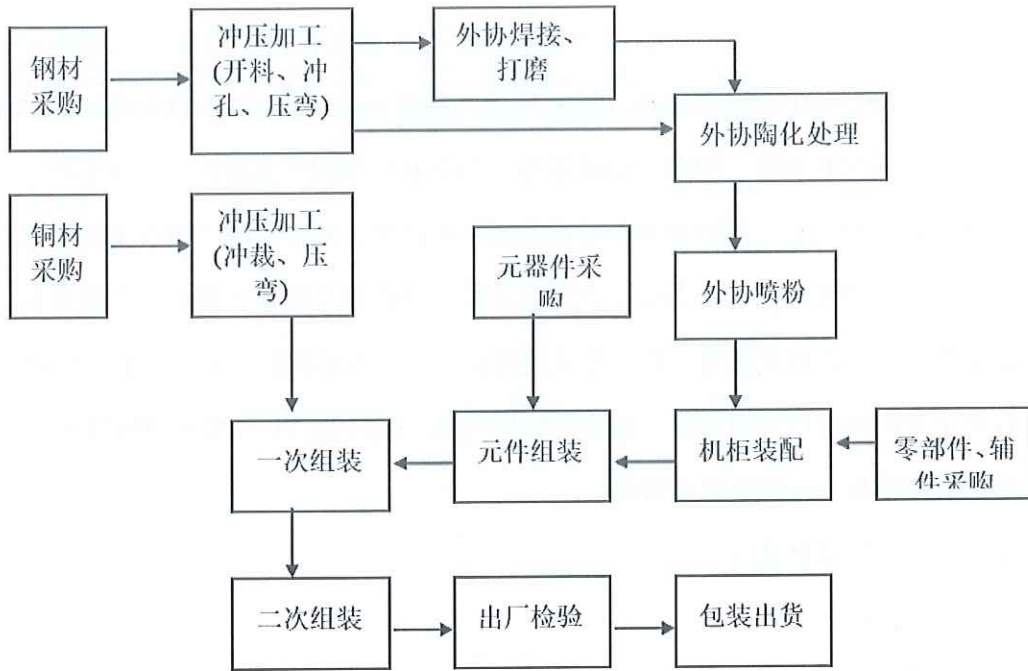 钢材
采购
冲压加工
(开料、冲
孔、压弯)
外协焊接、
打磨
外协陶化处理
铜材
采购
冲压加工
(冲裁、压
弯)
元器件采
购
外协喷粉
一次组装
元件组装
机柜装配
零部件、辅
件采购
二次组装
出厂检验
包装出货